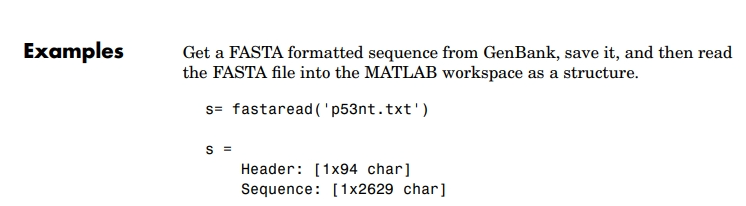 Examples
Get a FASTA formatted sequence from GenBank, save it, and then read
the FASTA file into the MATLAB workspace as a structure.
s= fastaread('p53nt.txt')
s =
Header: [1x94 char]
Sequence: [1x2629 char]